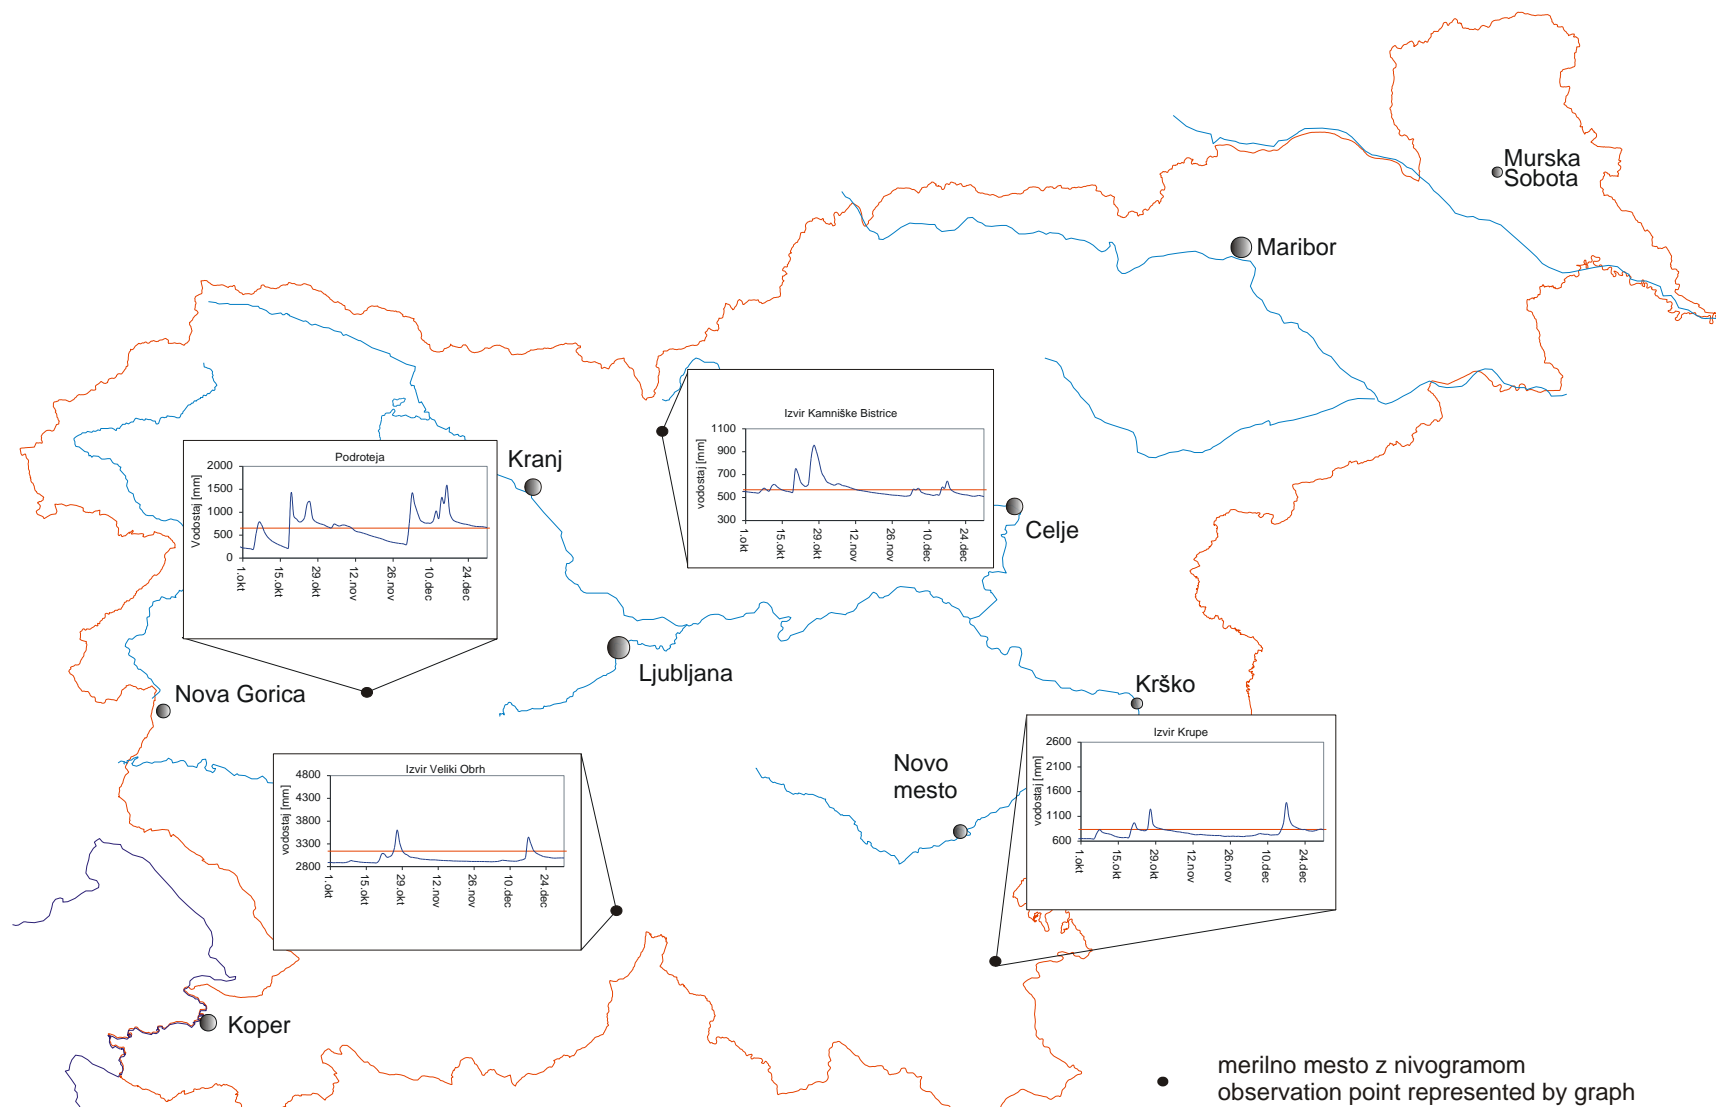 Murska
Sobota
Maribor
Izvir Kamniške Bistrice
vodostaj [mm]
1100
900
700
500
300
1.okt
15.okt
29.okt
12.nov
26.nov
10.dec
24.dec
Podroteja
Vodostaj [mm]
2000
1500
1000
500
0
1.okt
15.okt
29.okt
12.nov
26.nov
10.dec
24.dec
Kranj
Celje
Ljubljana
Nova Gorica
Krško
Izvir Krupe
vodostaj [mm]
2600
2100
1600
1100
600
1.okt
15.okt
29.okt
12.nov
26.nov
10.dec
24.dec
Izvir Veliki Obrh
vodostaj [mm]
4800
4300
3800
3300
2800
1.okt
15.okt
29.okt
12.nov
26.nov
10.dec
24.dec
Novo
mesto
Koper
merilno mesto z nivogramom
observation point represented by graph